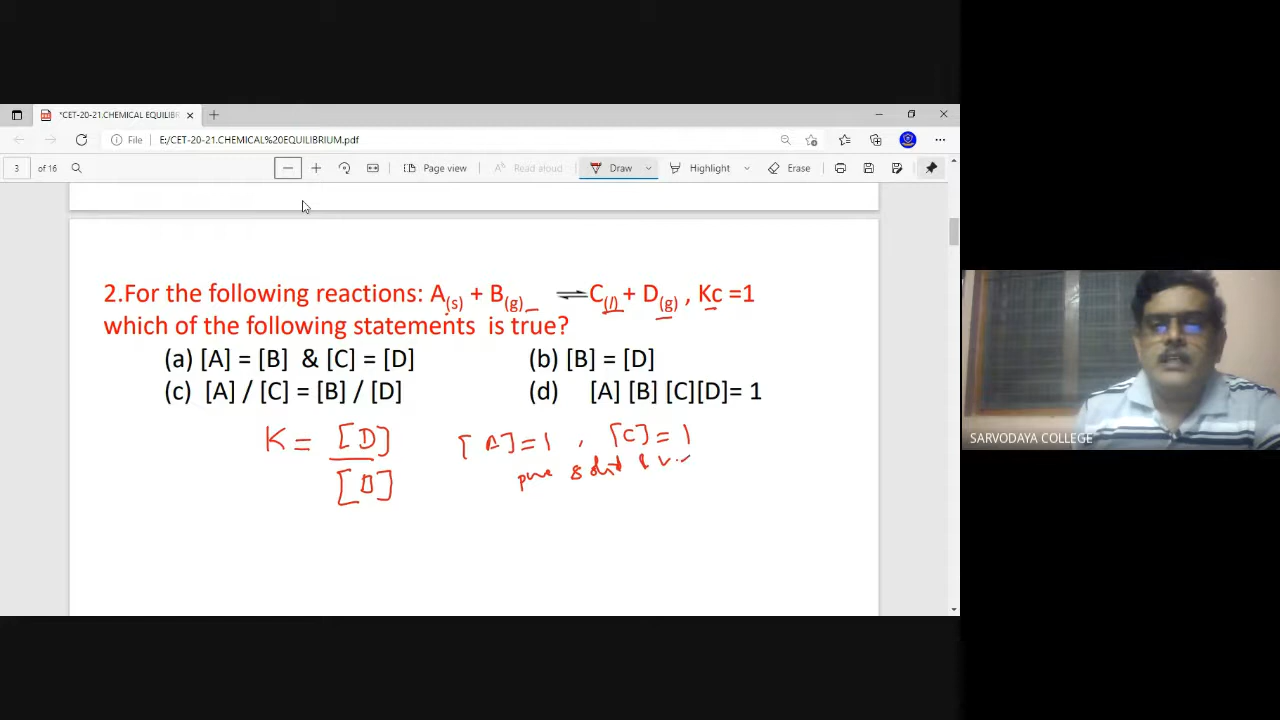 *CET-20-21.CHEMICAL EQUILIBR
File E:/CET-20-21.CHEMICAL%20EQUILIBRIUM.pdf
3 of 16 Page view Read aloud Draw Highlight Erase
2.For the following reactions: A(s) + B(g) ⇌ C(l) + D(g) , Kc =1
which of the following statements is true?
(a) [A] = [B] & [C] = [D] (b) [B] = [D]
(c) [A] / [C] = [B] / [D] (d) [A] [B] [C][D]= 1
K = [D] / [B] [A] = 1 , [C] = 1
pure solid &
SARVODAYA COLLEGE